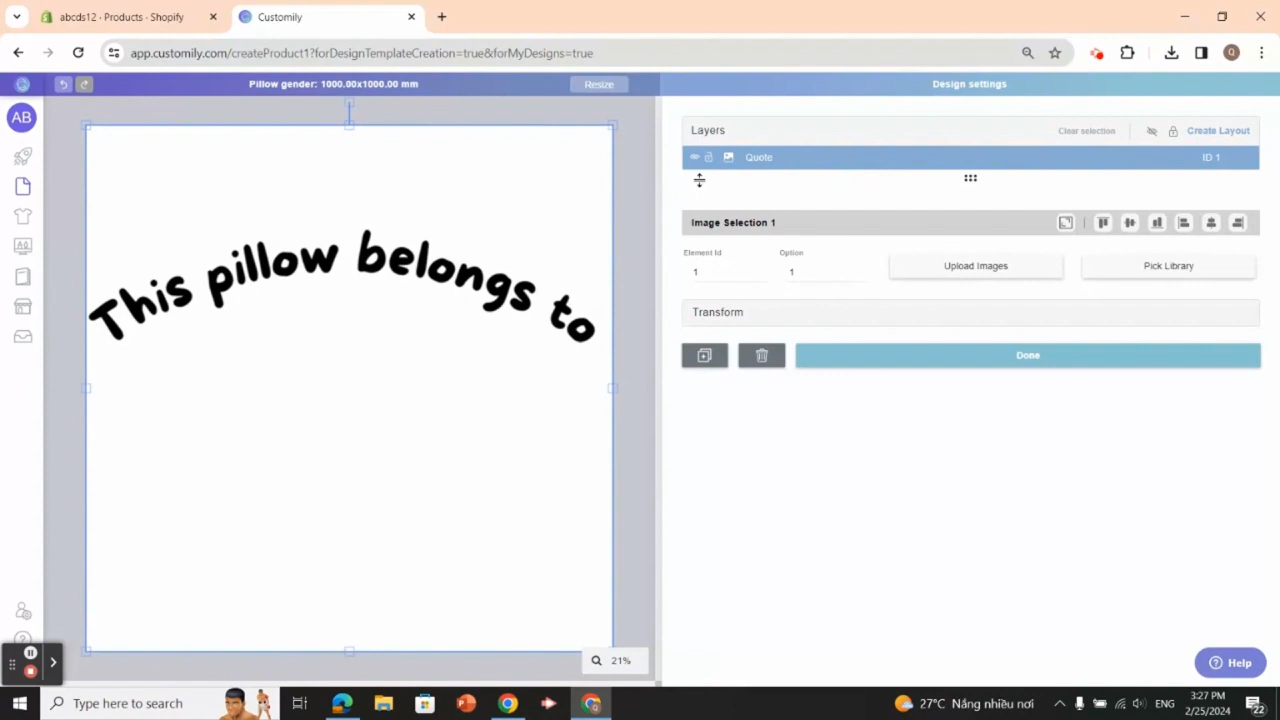 abcds12 - Products - Shopify
Customily
app.customily.com/createProduct1?forDesignTemplateCreation=true&forMyDesigns=true
Q
Pillow gender: 1000.00x1000.00 mm
Resize
Design settings
AB
Layers
Clear selection
Create Layout
Quote
ID 1
Image Selection 1
Element Id
Option
1
1
Upload Images
Pick Library
Transform
Done
This pillow belongs to
21%
Help
Type here to search
27°C Nắng nhiều nơi
ENG
3:27 PM
2/25/2024
22